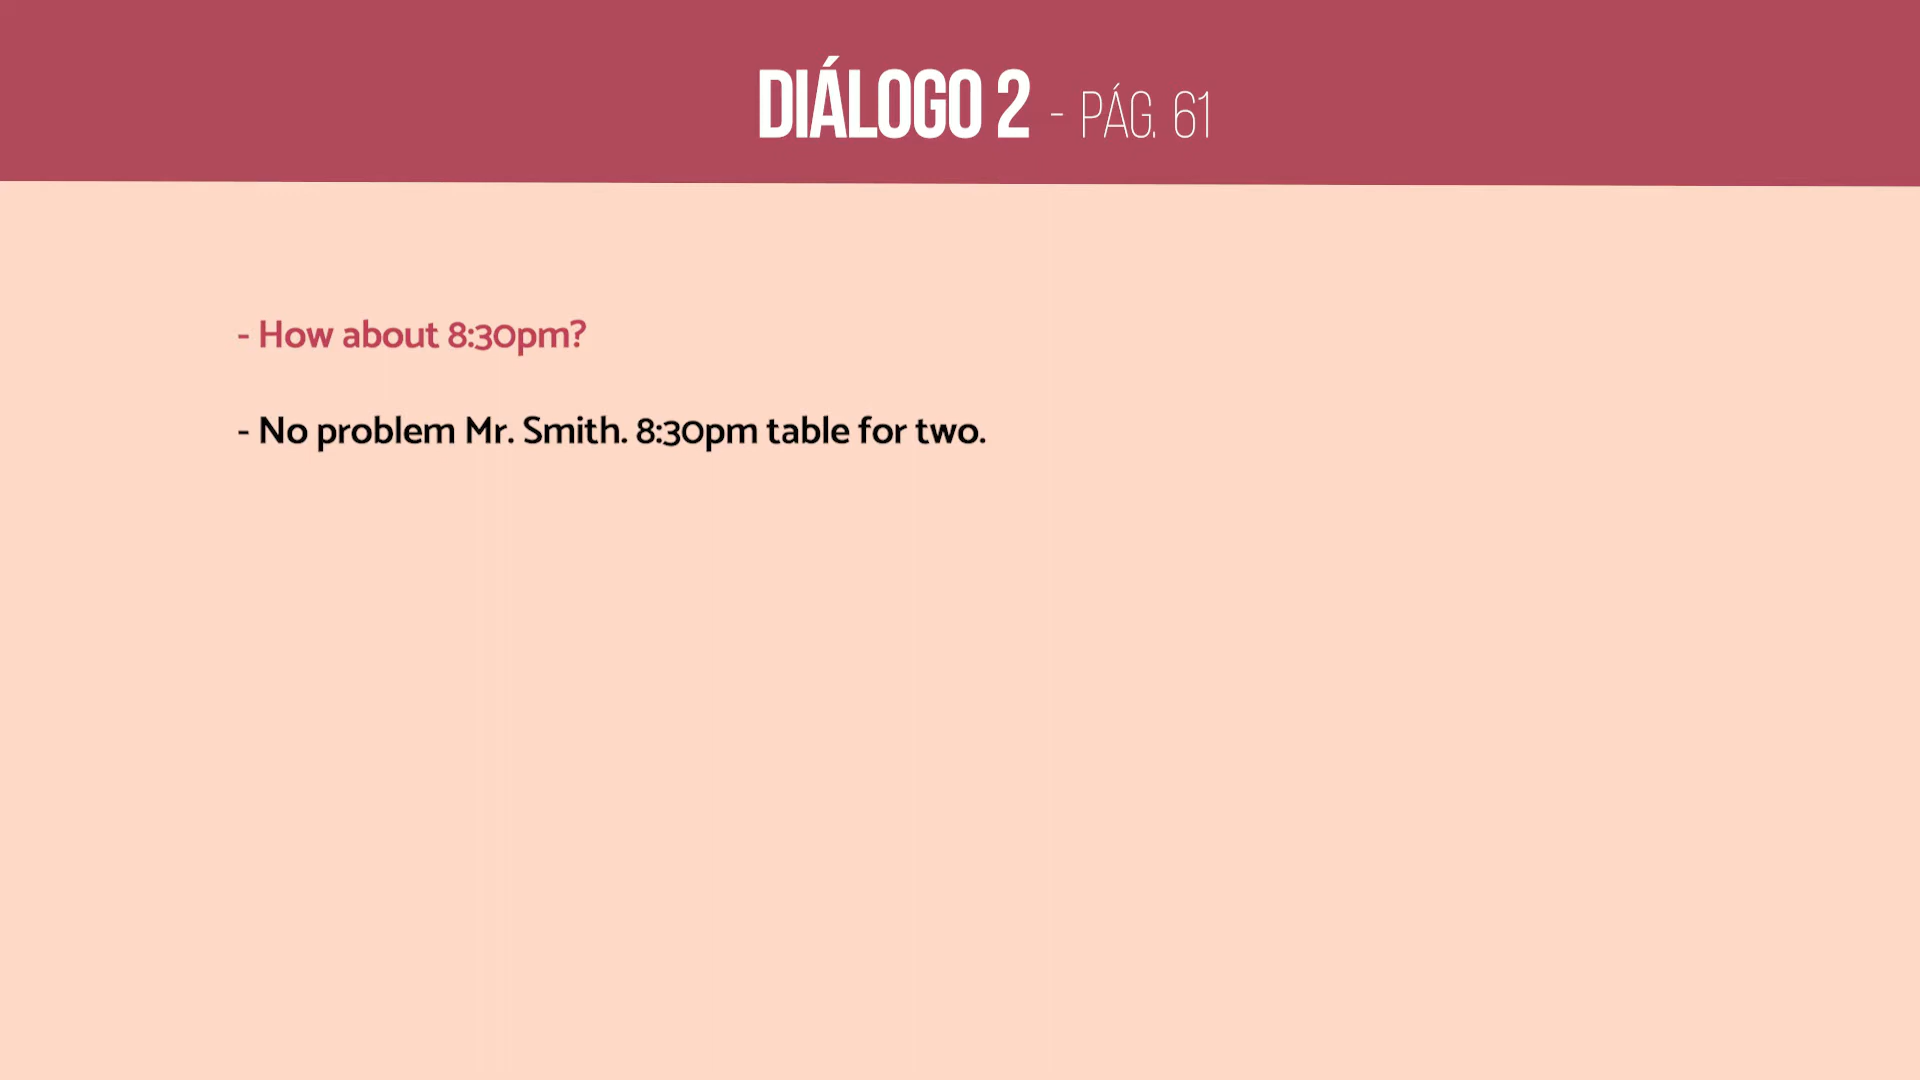 DIÁLOGO 2 - PÁG. 61
- How about 8:30pm?
- No problem Mr. Smith. 8:30pm table for two.